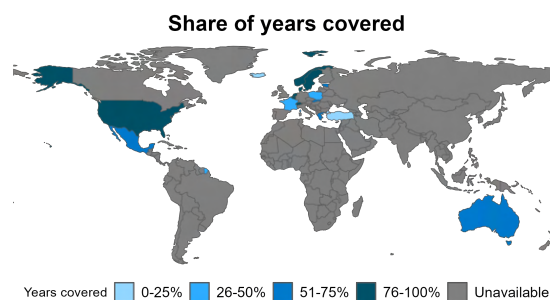 Share of years covered
Years covered 0-25% 26-50% 51-75% 76-100% Unavailable